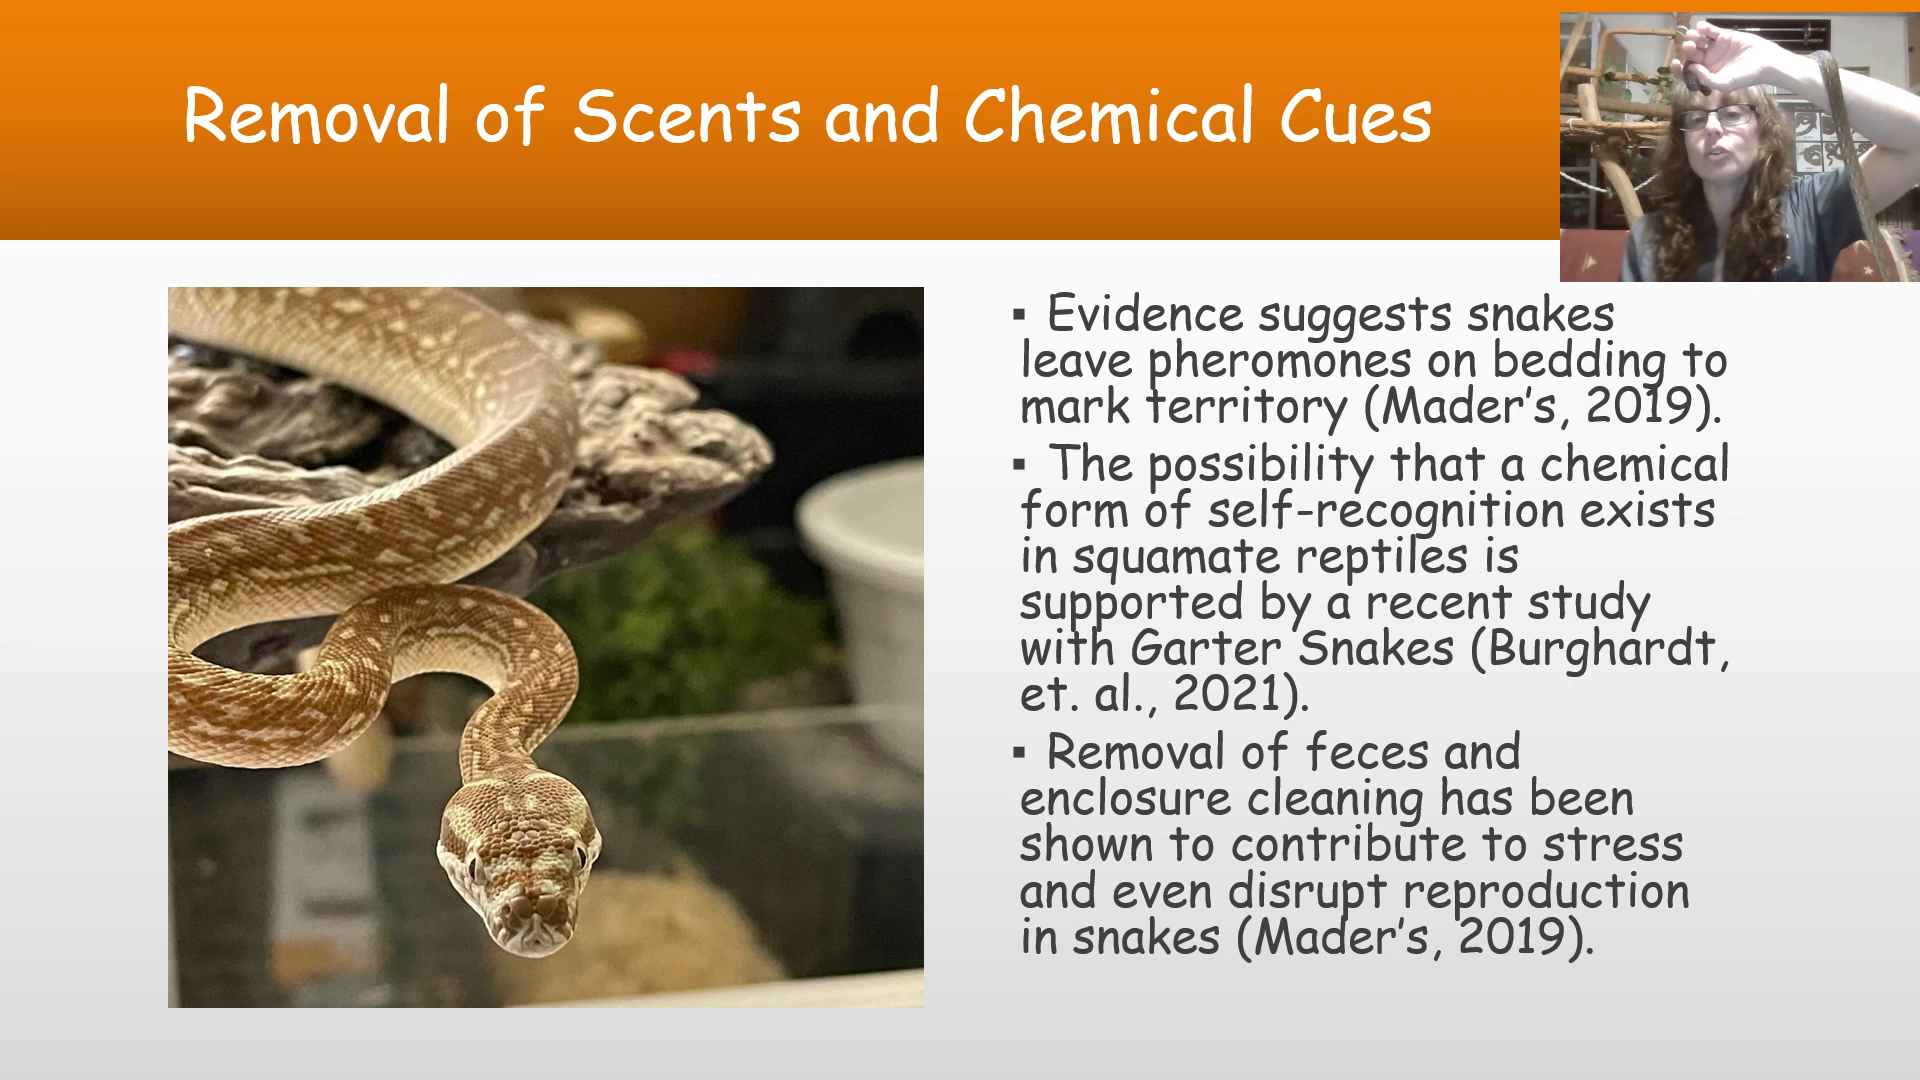 Removal of Scents and Chemical Cues
▪ Evidence suggests snakes
leave pheromones on bedding to
mark territory (Mader’s, 2019).
▪ The possibility that a chemical
form of self-recognition exists
in squamate reptiles is
supported by a recent study
with Garter Snakes (Burghardt,
et. al., 2021).
▪ Removal of feces and
enclosure cleaning has been
shown to contribute to stress
and even disrupt reproduction
in snakes (Mader’s, 2019).